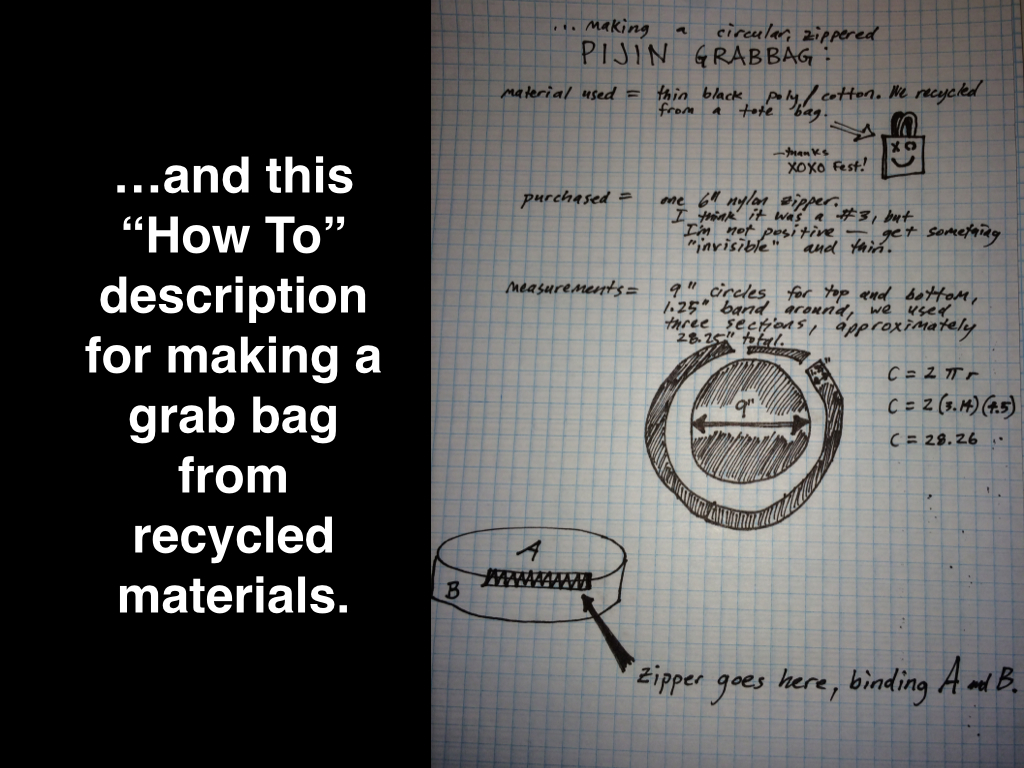 …and this
“How To”
description
for making a
grab bag
from
recycled
materials.
... making a circular, zippered
PIJIN GRABBAG:
material used = thin black poly/cotton. We recycled
from a tote bag.
—thanks
XOXO Fest!
purchased = one 6" nylon zipper.
I think it was a #3, but
I'm not positive — get something
"invisible" and thin.
measurements = 9" circles for top and bottom,
1.25" band around, we used
three sections, approximately
28.25" total.
9"
C = 2 π r
C = 2(3.14)(4.5)
C = 28.26
A
B
zipper goes here, binding A and B.